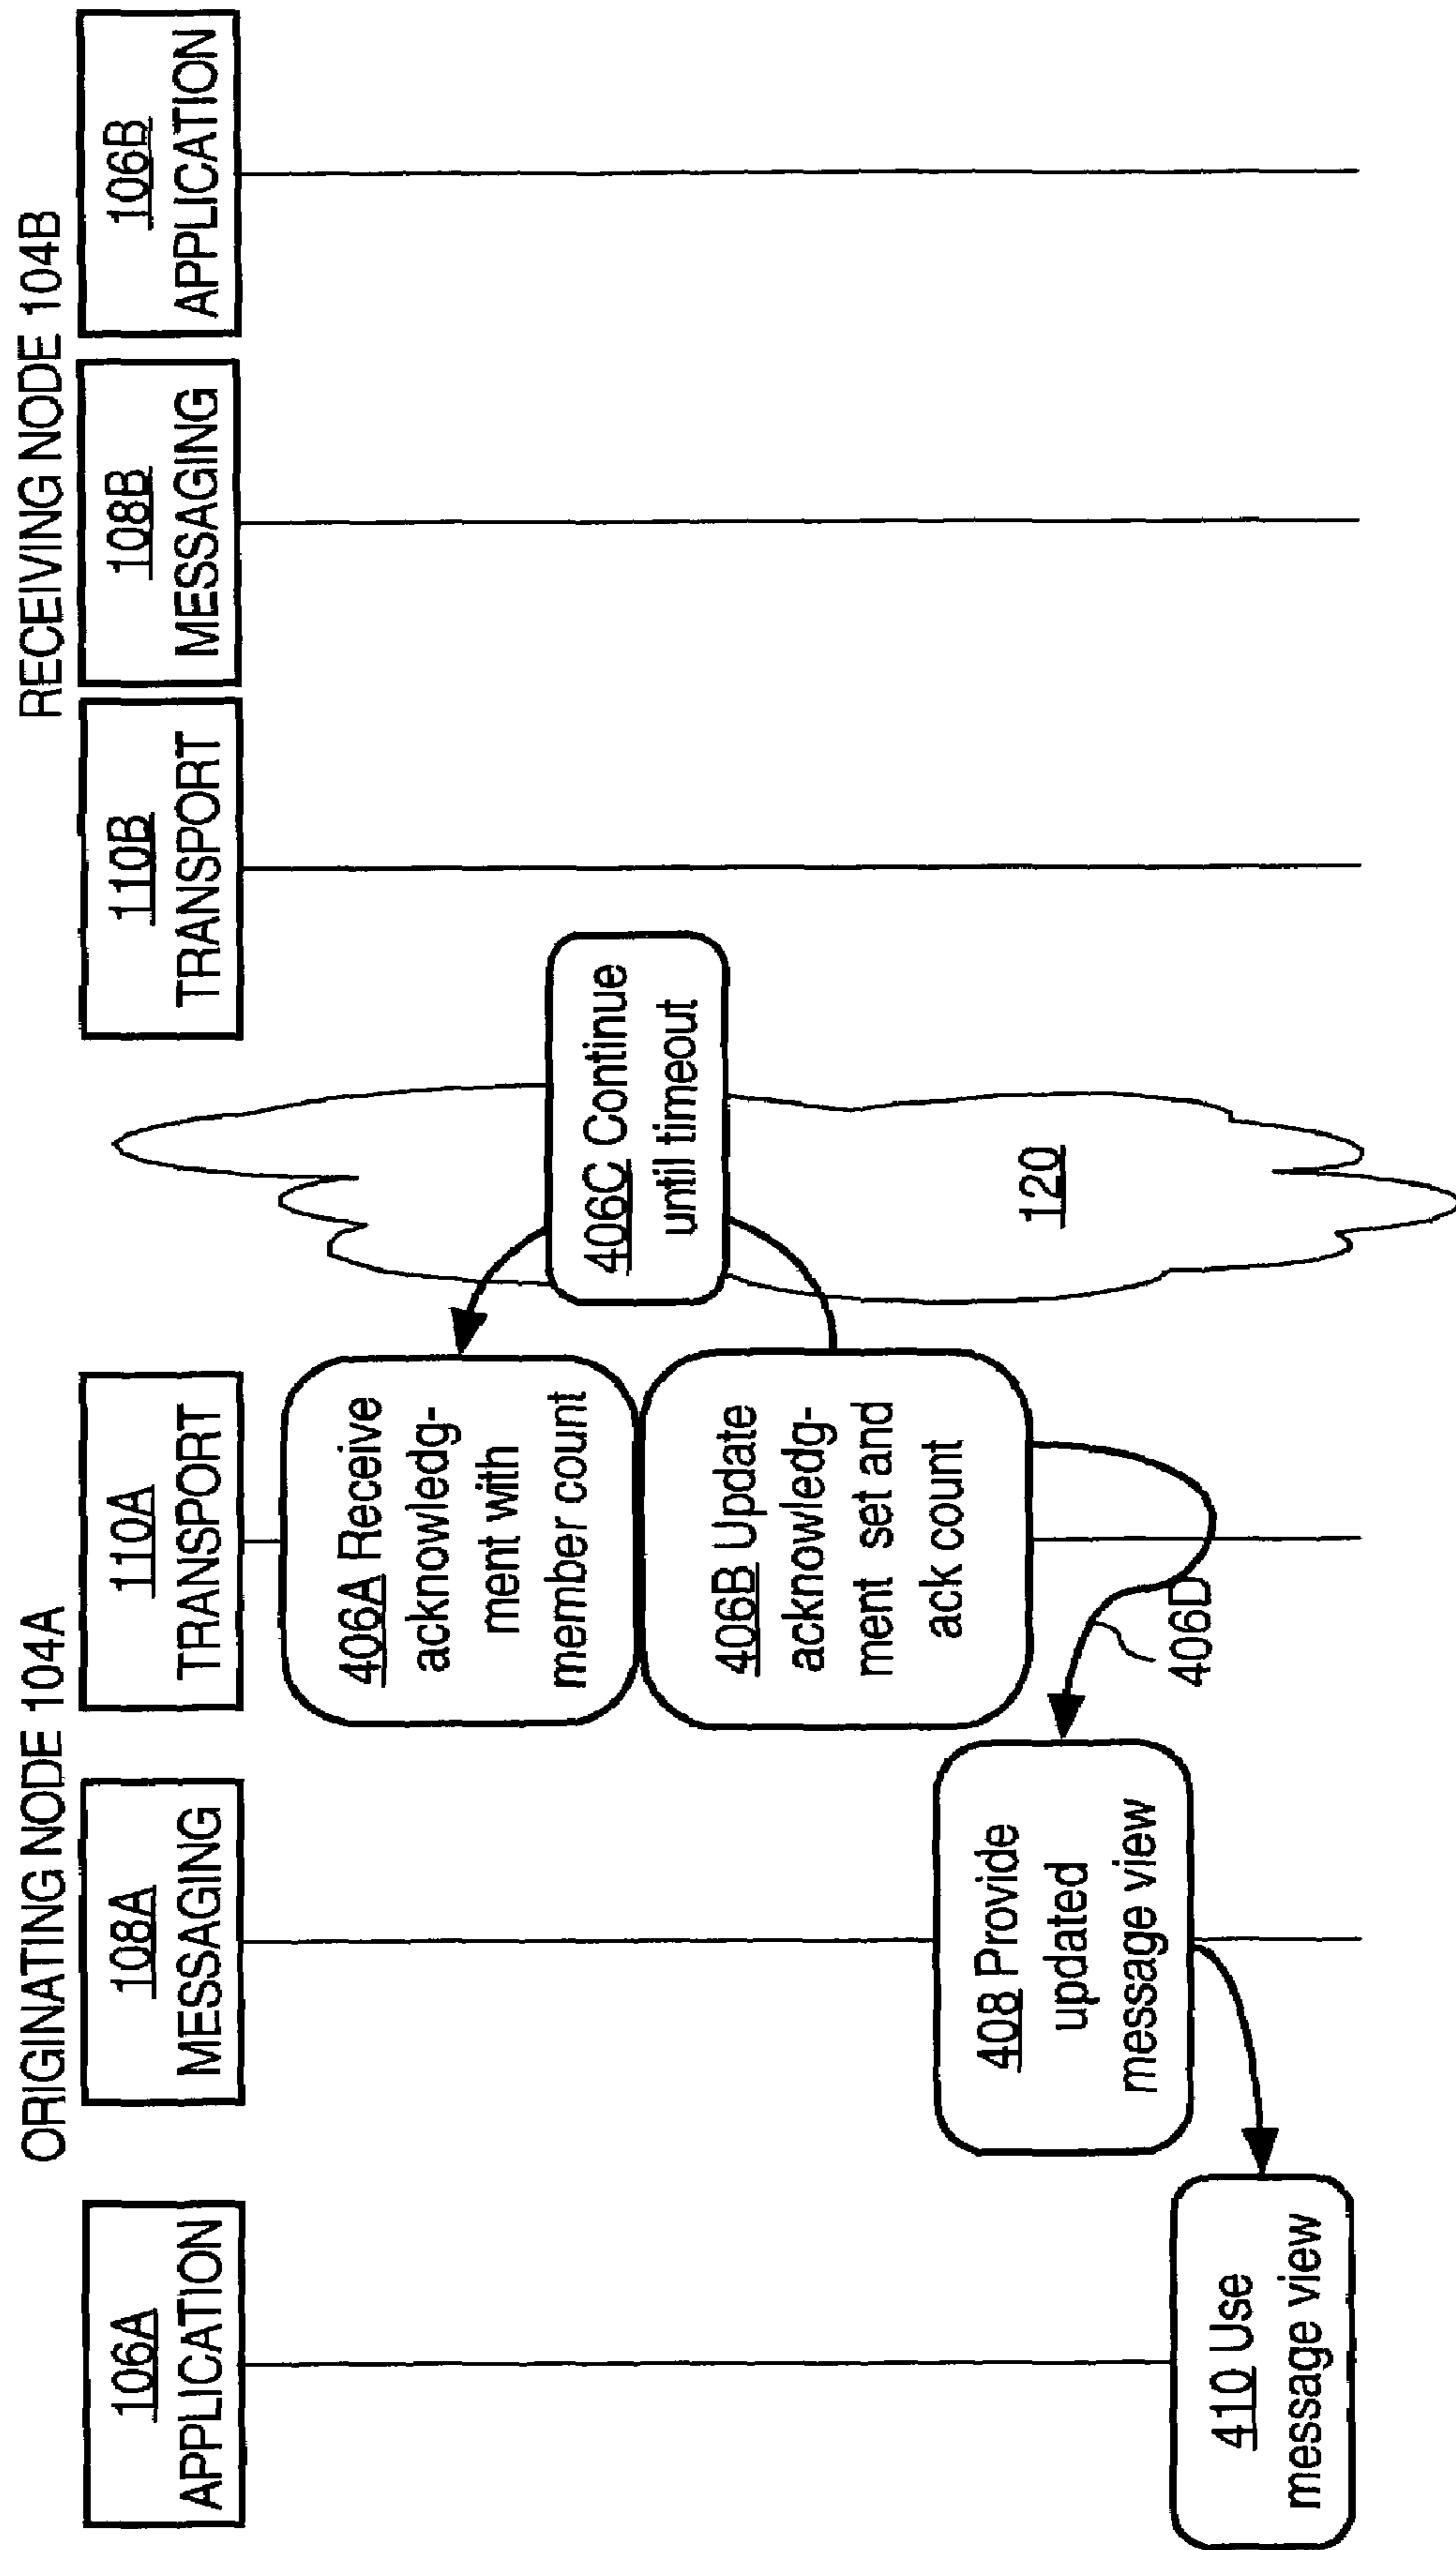 ORIGINATING NODE 104A
RECEIVING NODE 104B
106A
APPLICATION
108A
MESSAGING
110A
TRANSPORT
110B
TRANSPORT
108B
MESSAGING
106B
APPLICATION
406A Receive
acknowledg-
ment with
member count
406C Continue
until timeout
406B Update
acknowledg-
ment set and
ack count
120
406D
408 Provide
updated
message view
410 Use
message view